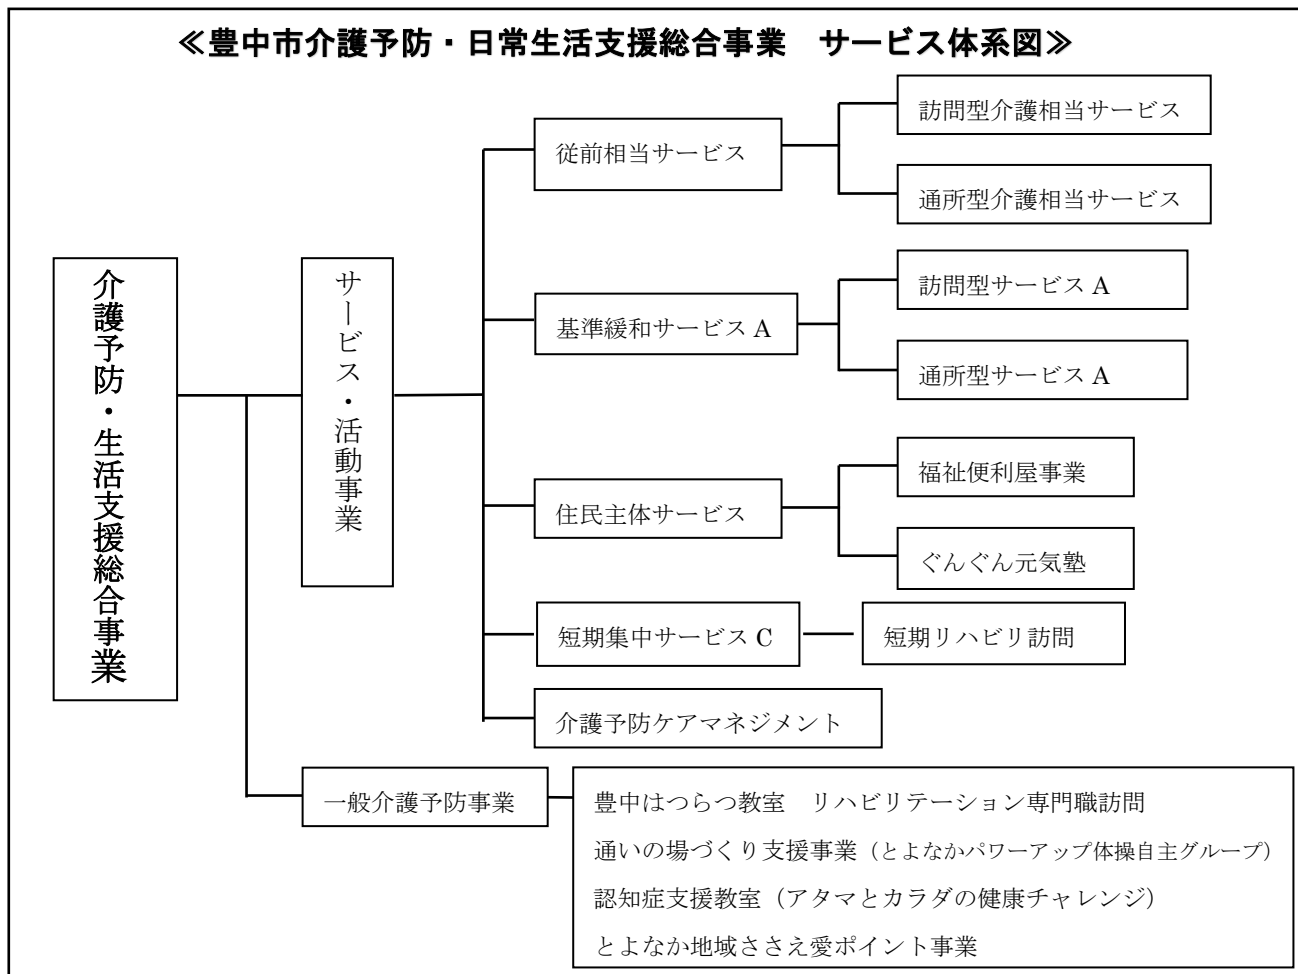 ≪豊中市介護予防・日常生活支援総合事業　サービス体系図≫
介護予防・生活支援総合事業
サービス・活動事業
従前相当サービス
訪問型介護相当サービス
通所型介護相当サービス
基準緩和サービス A
訪問型サービス A
通所型サービス A
住民主体サービス
福祉便利屋事業
ぐんぐん元気塾
短期集中サービス C
短期リハビリ訪問
介護予防ケアマネジメント
一般介護予防事業
豊中はつらつ教室　リハビリテーション専門職訪問
通いの場づくり支援事業（とよなかパワーアップ体操自主グループ）
認知症支援教室（アタマとカラダの健康チャレンジ）
とよなか地域ささえ愛ポイント事業